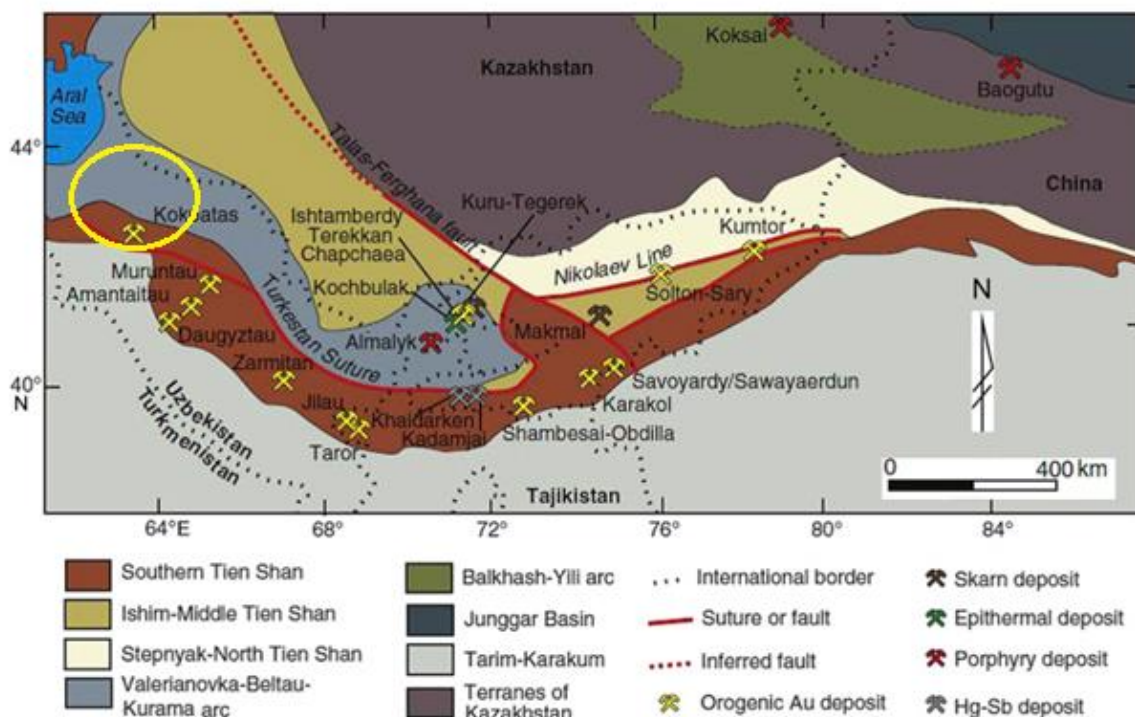 Koksai
Kazakhstan
Baogutu
Aral
Sea
44°
Talas-Ferghana fault
China
Kokpatas
Ishtamberdy
Terekkan
Chapchaea
Kuru-Tegerek
Kumtor
Nikolaev Line
Muruntau
Kochbulak
Solton-Sary
N
Amantaitau
Turkestan Suture
Almalyk
Makmal
Daugyztau
Zarmitan
40°
N
Savoyardy/Sawayaerdun
Uzbekistan
Jilau
Khaidarken
Karakol
Turkmenistan
Kadamjai
Shambesai-Obdilla
Taror
0
400 km
Tajikistan
64°E
68°
72°
76°
80°
84°
Southern Tien Shan
Ishim-Middle Tien Shan
Stepnyak-North Tien Shan
Valerianovka-Beltau-
Kurama arc
Balkhash-Yili arc
Junggar Basin
Tarim-Karakum
Terranes of
Kazakhstan
International border
Suture or fault
Inferred fault
Orogenic Au deposit
Skarn deposit
Epithermal deposit
Porphyry deposit
Hg-Sb deposit